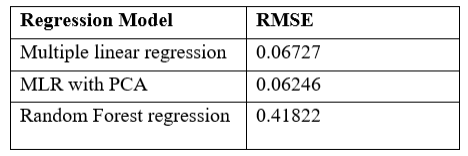 Regression Model RMSE
Multiple linear regression 0.06727
MLR with PCA 0.06246
Random Forest regression 0.41822